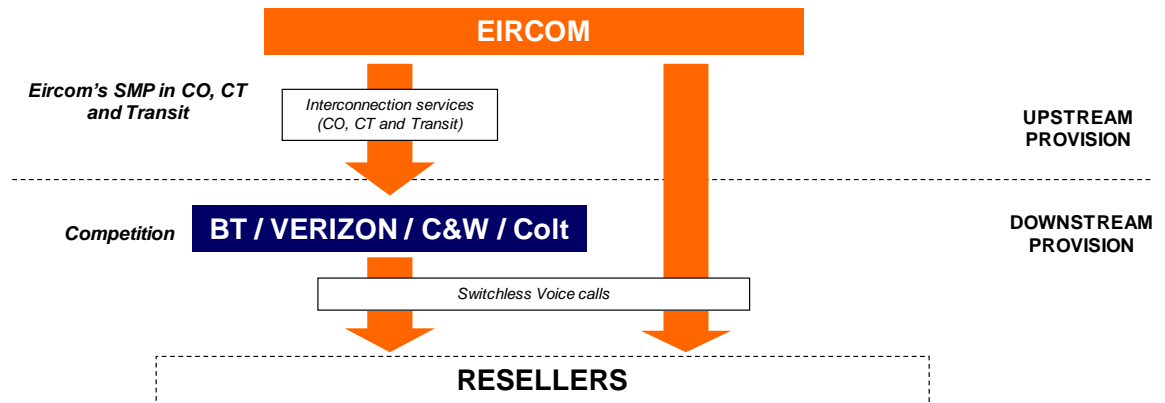 EIRCOM
Eircom's SMP in CO, CT
and Transit
Interconnection services
(CO, CT and Transit)
UPSTREAM
PROVISION
Competition
BT / VERIZON / C&W / Colt
DOWNSTREAM
PROVISION
Switchless Voice calls
RESELLERS